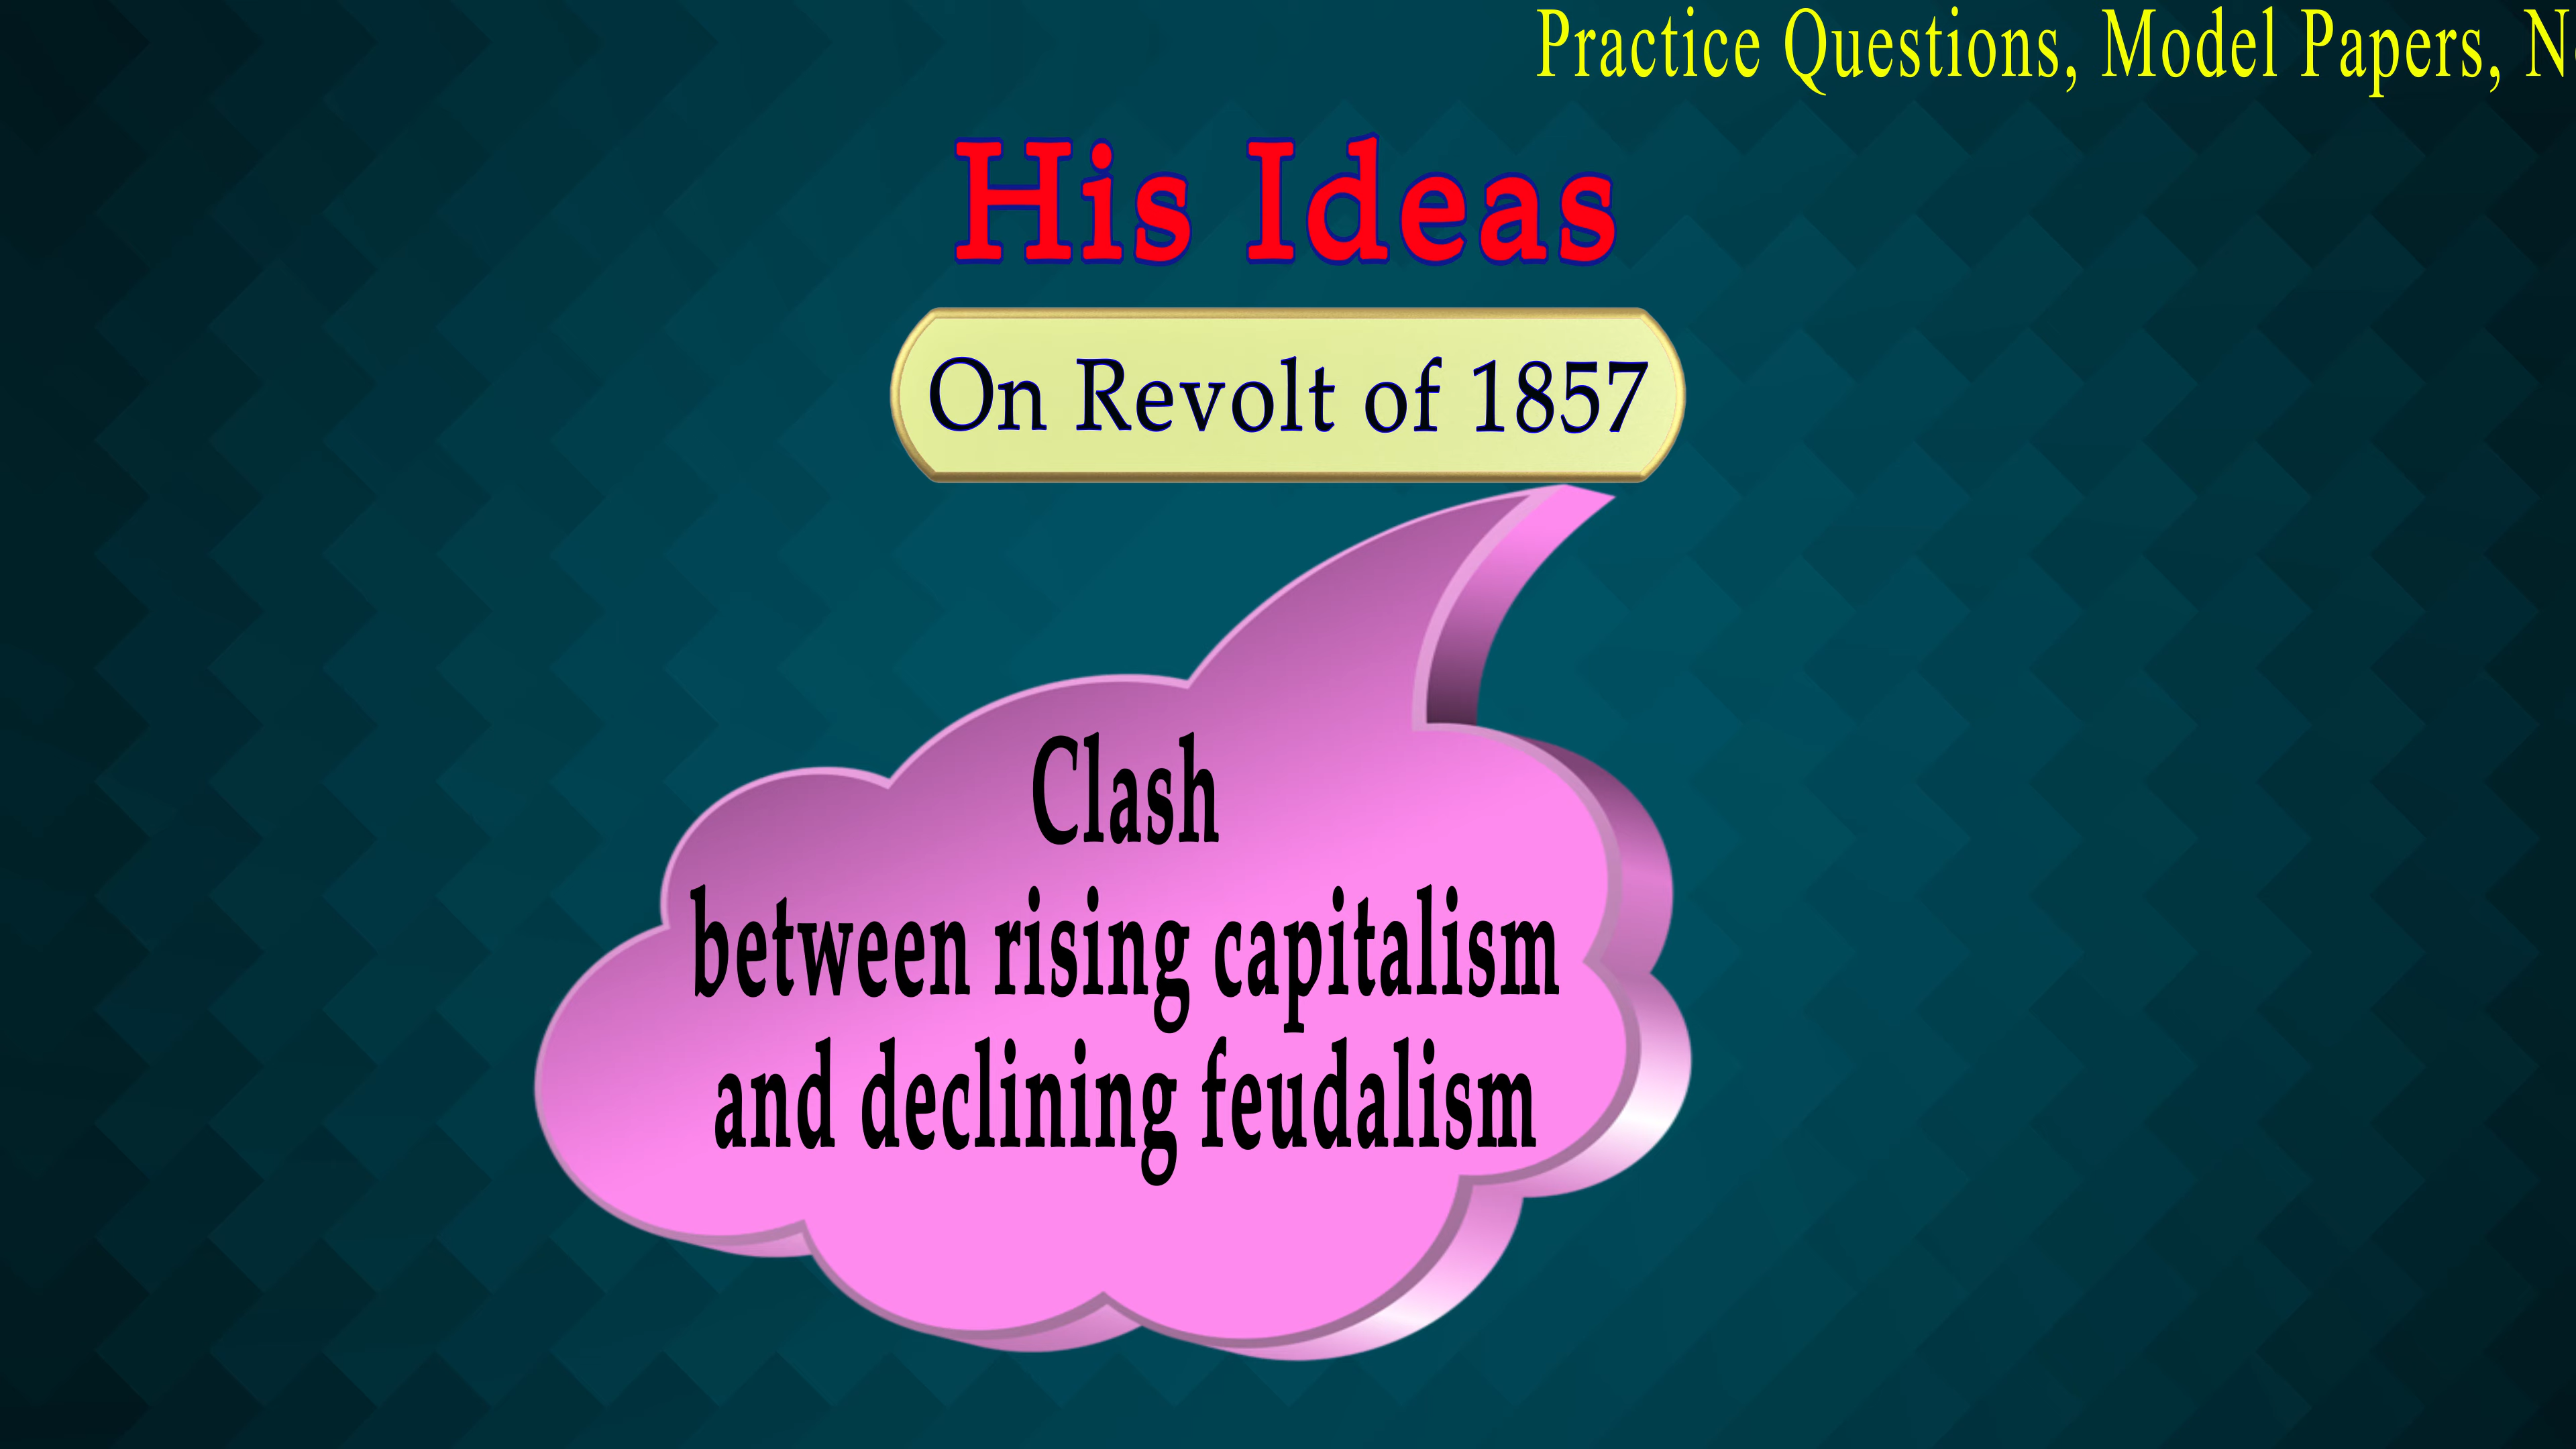 Practice Questions, Model Papers,
His Ideas
On Revolt of 1857
Clash
between rising capitalism
and declining feudalism